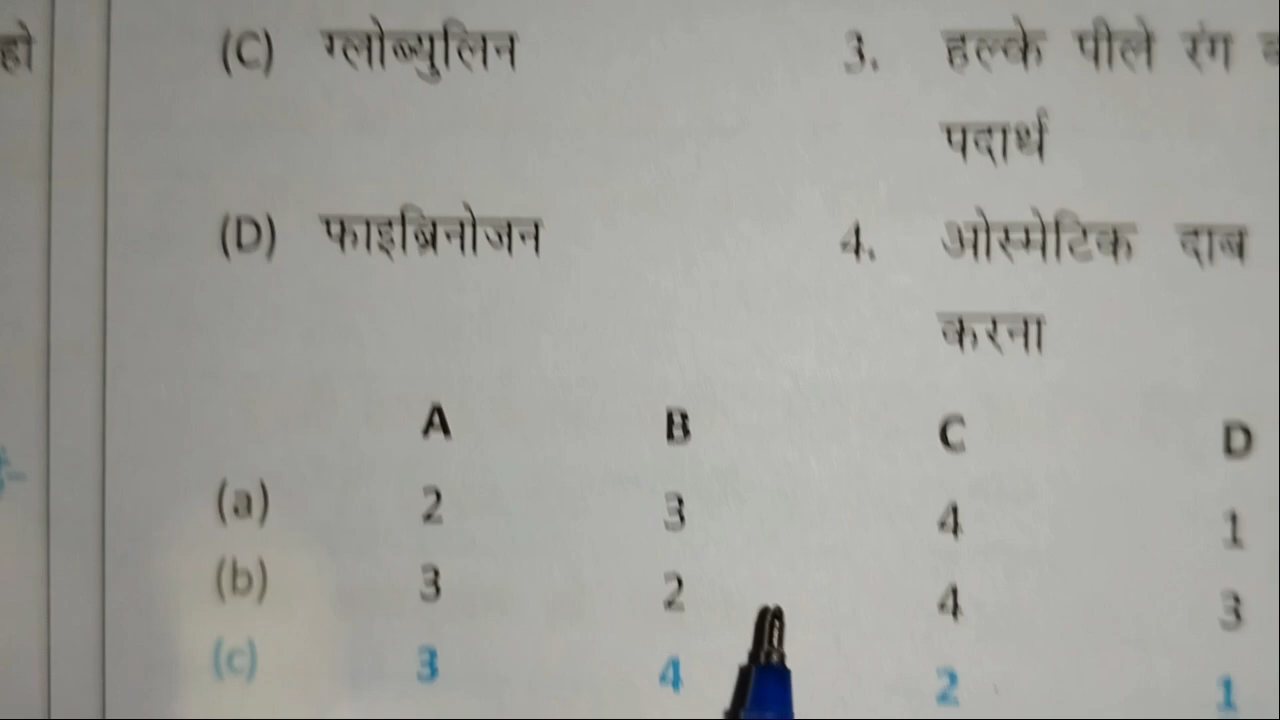 हो
(C) ग्लोब्युलिन 3. हल्के पीले रंग
पदार्थ
(D) फाइब्रिनोजन 4. ओस्मेटिक दाब
करना
A B C D
(a) 2 3 4 1
(b) 3 2 4 3
(c) 3 4 2 1